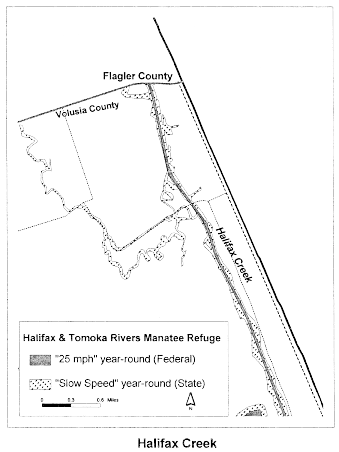 Flagler County
Volusia County
Halifax Creek
Halifax & Tomoka Rivers Manatee Refuge
"25 mph" year-round (Federal)
"Slow Speed" year-round (State)
0 0.3 0.6 Miles
N
Halifax Creek